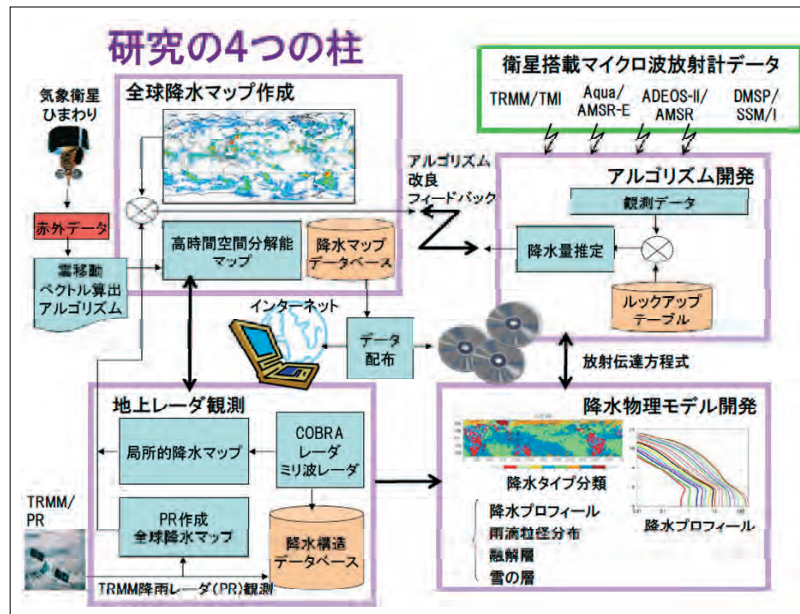 研究の4つの柱
気象衛星
ひまわり
全球降水マップ作成
赤外データ
雲移動
ベクトル算出
アルゴリズム
高時間空間分解能
マップ
降水マップ
データベース
アルゴリズム
改良
フィードバック
衛星搭載マイクロ波放射計データ
TRMM/TMI
Aqua/
AMSR-E
ADEOS-II/
AMSR
DMSP/
SSM/I
アルゴリズム開発
観測データ
降水量推定
ルックアップ
テーブル
インターネット
データ
配布
放射伝達方程式
地上レーダ観測
局所的降水マップ
COBRA
レーダ
ミリ波レーダ
TRMM/
PR
PR作成
全球降水マップ
降水構造
データベース
TRMM降雨レーダ(PR)観測
降水物理モデル開発
降水タイプ分類
降水プロフィール
雨滴粒径分布
融解層
雪の層
降水プロフィール